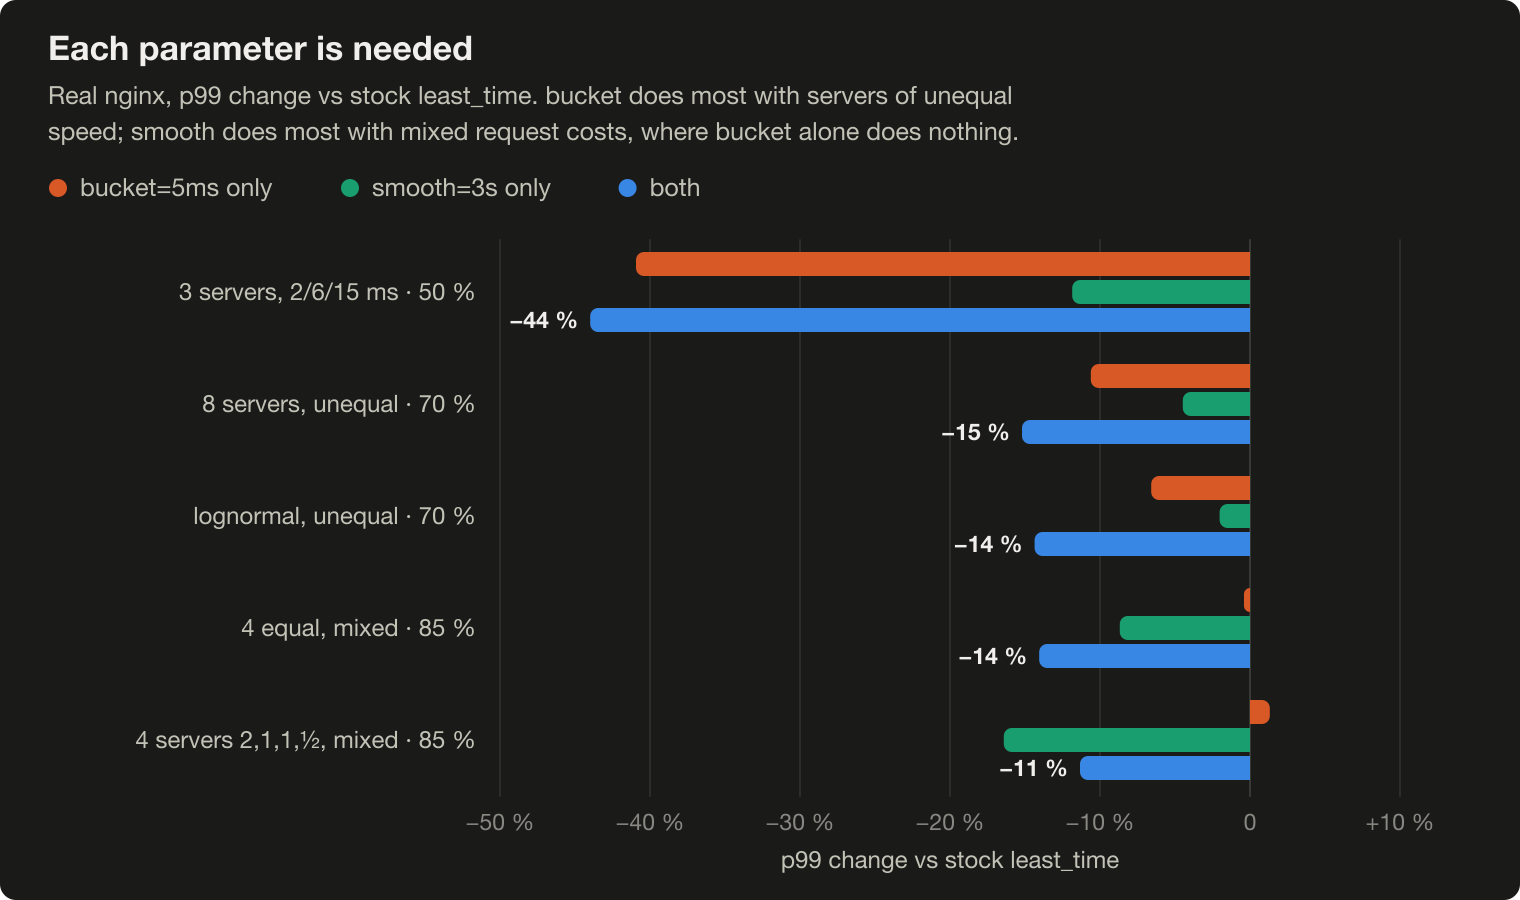 Each parameter is needed
Real nginx, p99 change vs stock least_time. bucket does most with servers of unequal
speed; smooth does most with mixed request costs, where bucket alone does nothing.
bucket=5ms only
smooth=3s only
both
3 servers, 2/6/15 ms · 50 %
−44 %
8 servers, unequal · 70 %
−15 %
lognormal, unequal · 70 %
−14 %
4 equal, mixed · 85 %
−14 %
4 servers 2,1,1,½, mixed · 85 %
−11 %
−50 %
−40 %
−30 %
−20 %
−10 %
0
+10 %
p99 change vs stock least_time